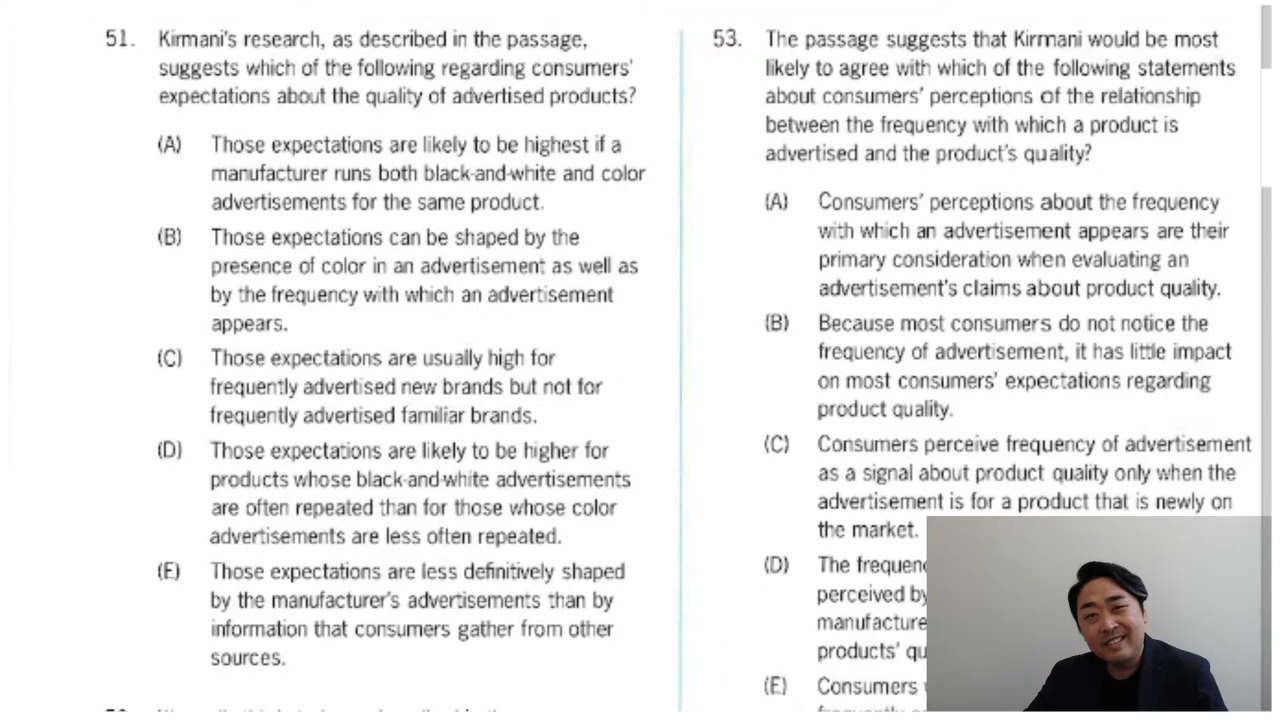 51. Kirmani's research, as described in the passage,
suggests which of the following regarding consumers'
expectations about the quality of advertised products?
(A) Those expectations are likely to be highest if a
manufacturer runs both black-and-white and color
advertisements for the same product.
(B) Those expectations can be shaped by the
presence of color in an advertisement as well as
by the frequency with which an advertisement
appears.
(C) Those expectations are usually high for
frequently advertised new brands but not for
frequently advertised familiar brands.
(D) Those expectations are likely to be higher for
products whose black-and-white advertisements
are often repeated than for those whose color
advertisements are less often repeated.
(E) Those expectations are less definitively shaped
by the manufacturer's advertisements than by
information that consumers gather from other
sources.
53. The passage suggests that Kirmani would be most
likely to agree with which of the following statements
about consumers' perceptions of the relationship
between the frequency with which a product is
advertised and the product's quality?
(A) Consumers' perceptions about the frequency
with which an advertisement appears are their
primary consideration when evaluating an
advertisement's claims about product quality.
(B) Because most consumers do not notice the
frequency of advertisement, it has little impact
on most consumers' expectations regarding
product quality.
(C) Consumers perceive frequency of advertisement
as a signal about product quality only when the
advertisement is for a product that is newly on
the market.
(D) The
perceived by
products'
(E) Consumers